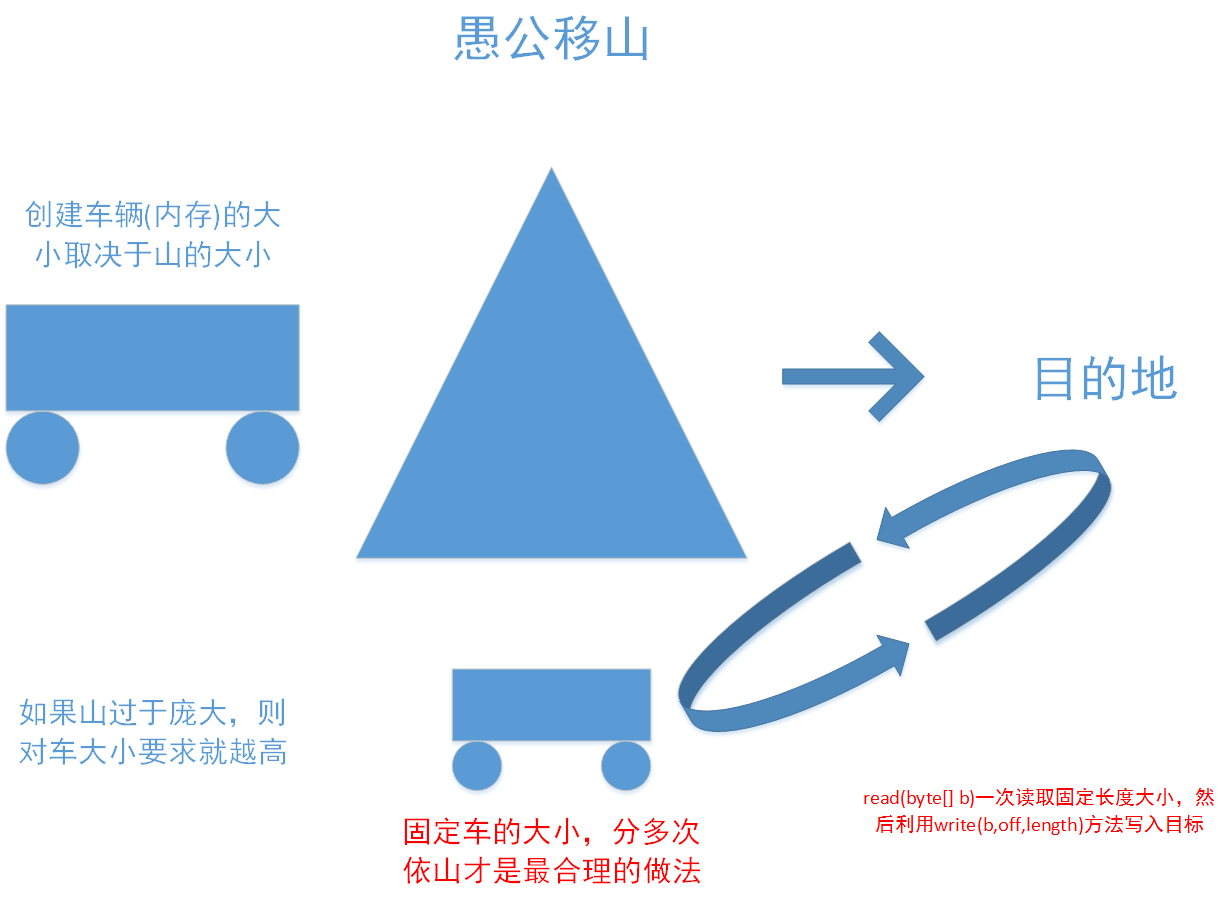 愚公移山
创建车辆(内存)的大
小取决于山的大小
目的地
如果山过于庞大，则
对车大小要求就越高
固定车的大小，分多次
依山才是最合理的做法
read(byte[] b)一次读取固定长度大小，然
后利用write(b,off,length)方法写入目标